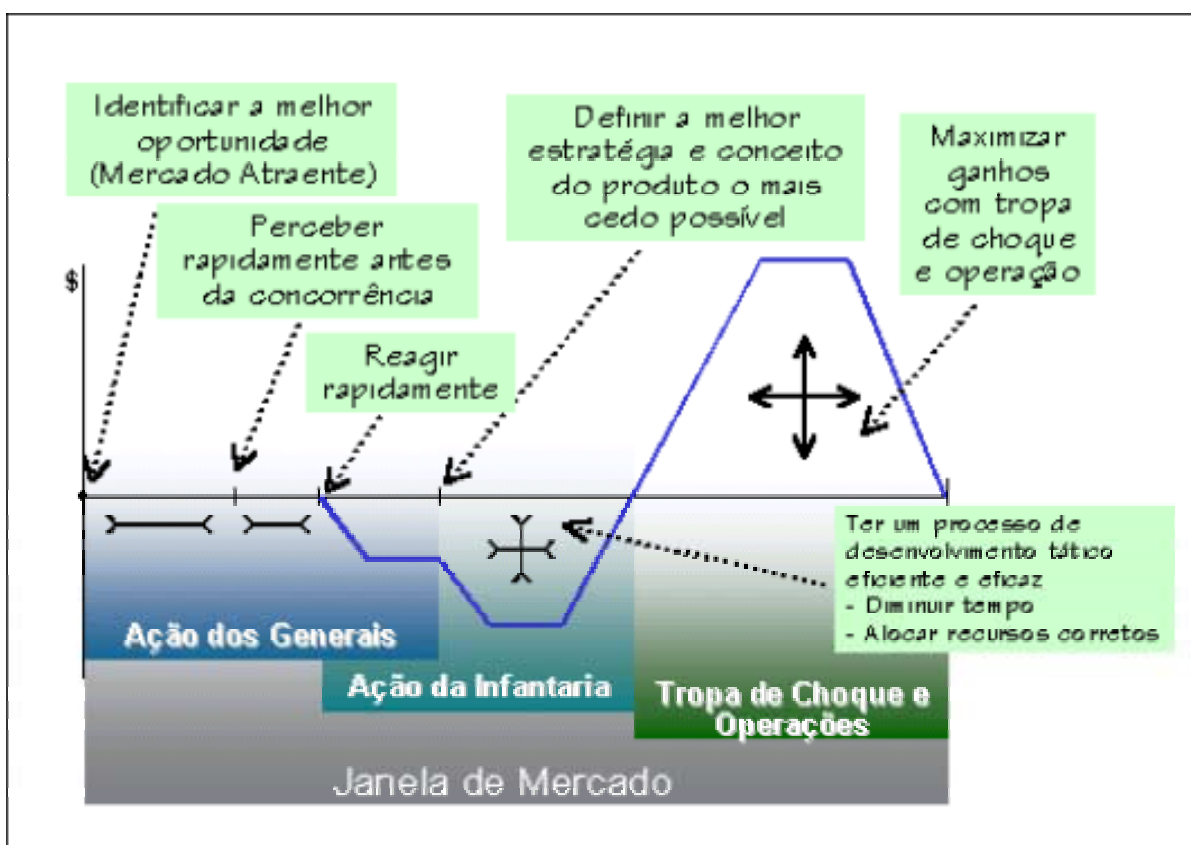 Identificar a melhor
oportunidade
(Mercado Atraente)
Perceber
rapidamente antes
da concorrência
Reagir
rapidamente
Definir a melhor
estratégia e conceito
do produto o mais
cedo possível
Maximizar
ganhos
com tropa
de choque
e operação
$
Ter um processo de
desenvolvimento tático
eficiente e eficaz
- Diminuir tempo
- Alocar recursos corretos
Ação dos Generais
Ação da Infantaria
Tropa de Choque e
Operações
Janela de Mercado